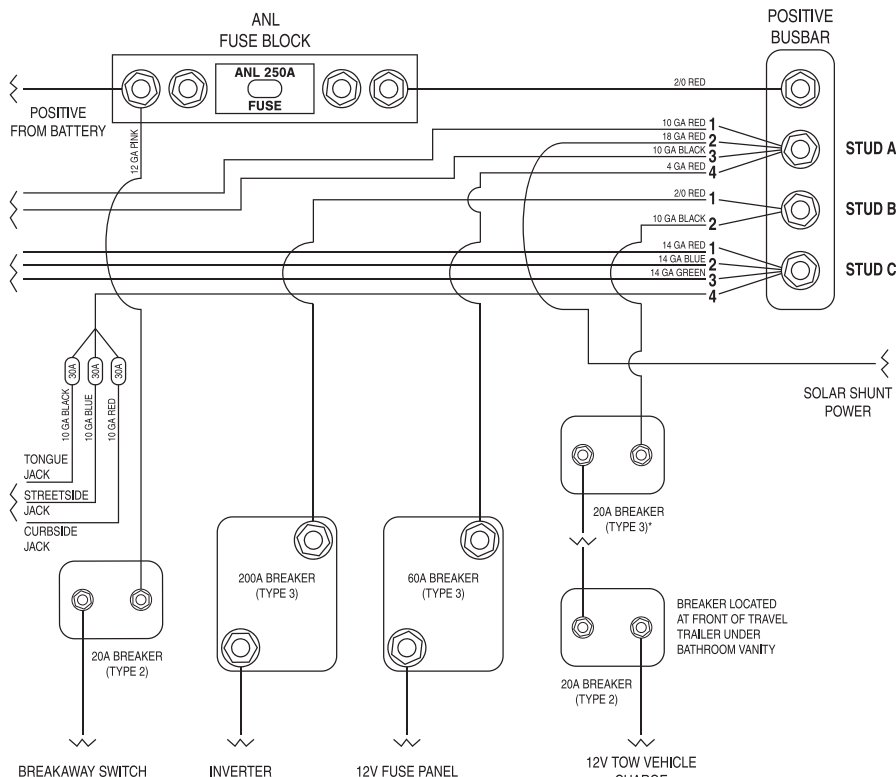 ANL
FUSE BLOCK
POSITIVE
BUSBAR
ANL 250A
FUSE
2/0 RED
POSITIVE
FROM BATTERY
12 GA PINK
10 GA RED 1
18 GA RED 2
10 GA BLACK 3
4 GA RED 4
STUD A
2/0 RED 1
10 GA BLACK 2
STUD B
14 GA RED 1
14 GA BLUE 2
14 GA GREEN 3
4
STUD C
30A
30A
30A
10 GA BLACK
10 GA BLUE
10 GA RED
SOLAR SHUNT
POWER
TONGUE
JACK
STREETSIDE
JACK
CURBSIDE
JACK
20A BREAKER
(TYPE 3)*
200A BREAKER
(TYPE 3)
60A BREAKER
(TYPE 3)
BREAKER LOCATED
AT FRONT OF TRAVEL
TRAILER UNDER
BATHROOM VANITY
20A BREAKER
(TYPE 2)
20A BREAKER
(TYPE 2)
BREAKAWAY SWITCH
INVERTER
12V FUSE PANEL
12V TOW VEHICLE
CHARGE